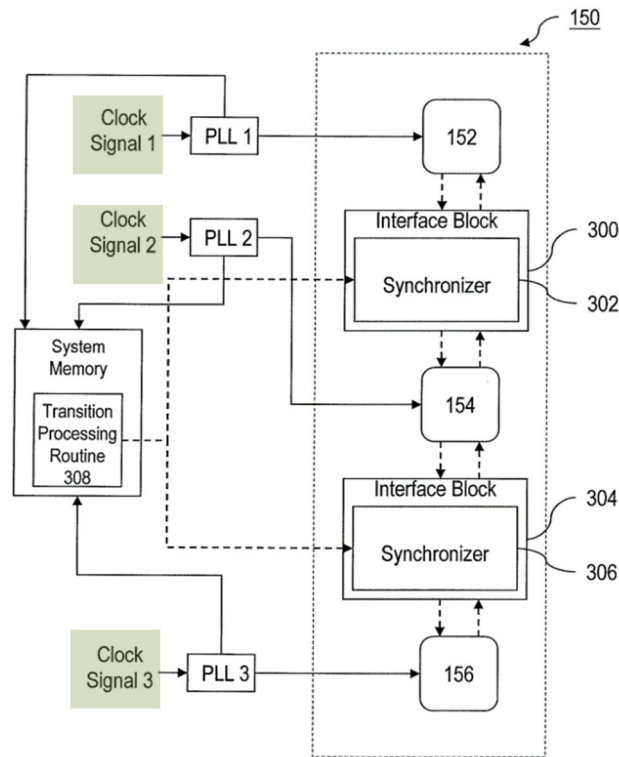 150
Clock
Signal 1
PLL 1
152
Clock
Signal 2
PLL 2
Interface Block
300
Synchronizer
302
System
Memory
Transition
Processing
Routine
308
154
Interface Block
304
Synchronizer
306
Clock
Signal 3
PLL 3
156